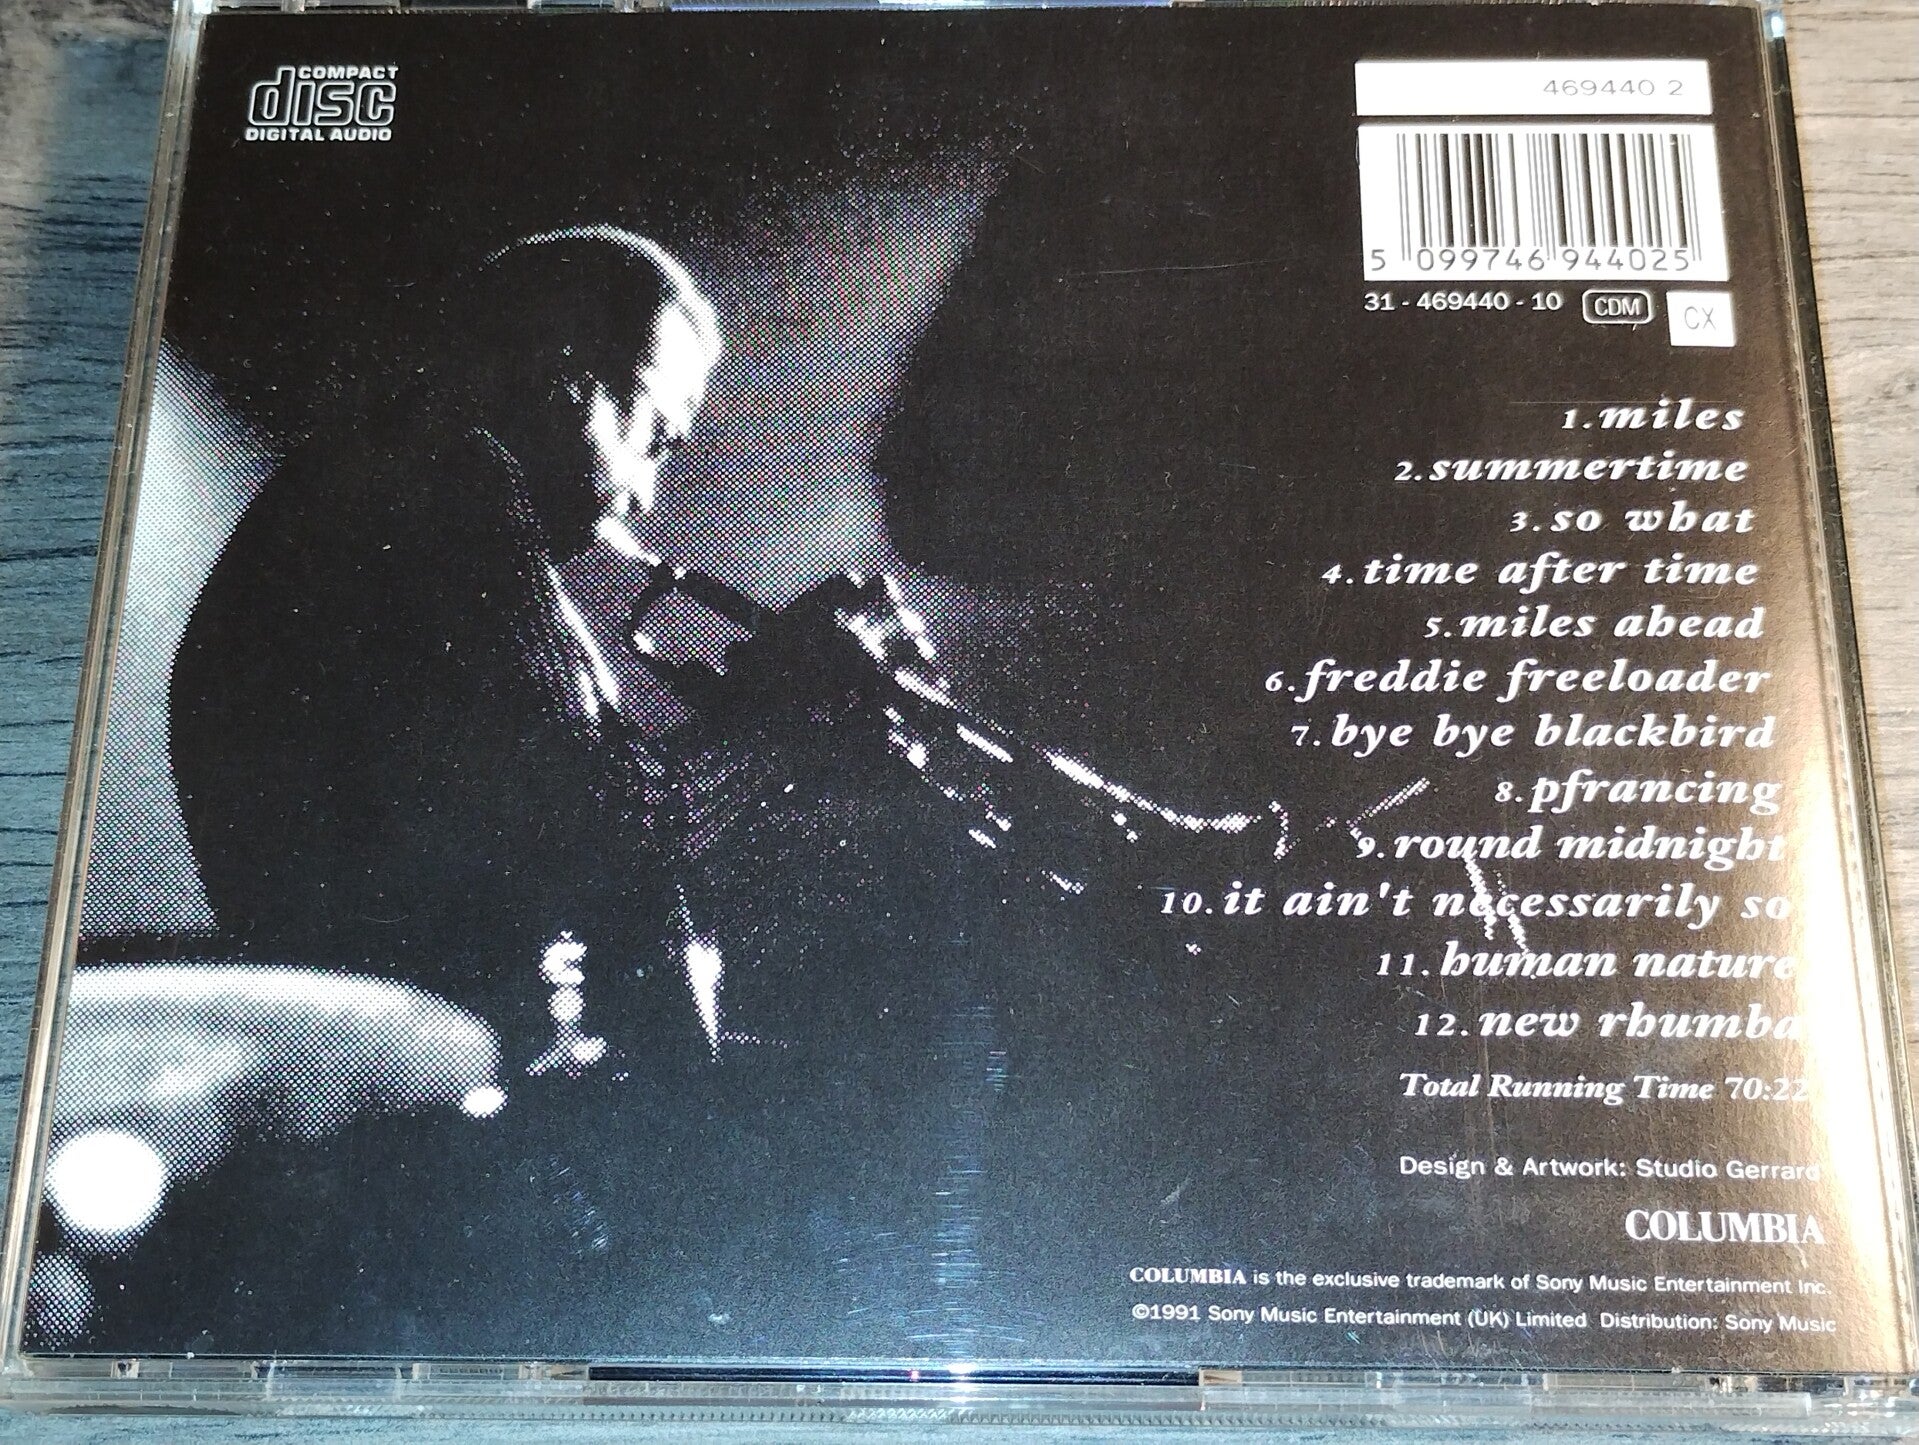 COMPACT
disc
DIGITAL AUDIO
469440 2
5 099746 944025
31 - 469440 - 10 CDM CX
1. miles
2. summertime
3. so what
4. time after time
5. miles ahead
6. freddie freeloader
7. bye bye blackbird
8. pfrancing
9. round midnight
10. it ain't necessarily so
11. human nature
12. new rhumba
Total Running Time 70:22
Design & Artwork: Studio Gerrard
COLUMBIA
COLUMBIA is the exclusive trademark of Sony Music Entertainment Inc.
©1991 Sony Music Entertainment (UK) Limited Distribution: Sony Music